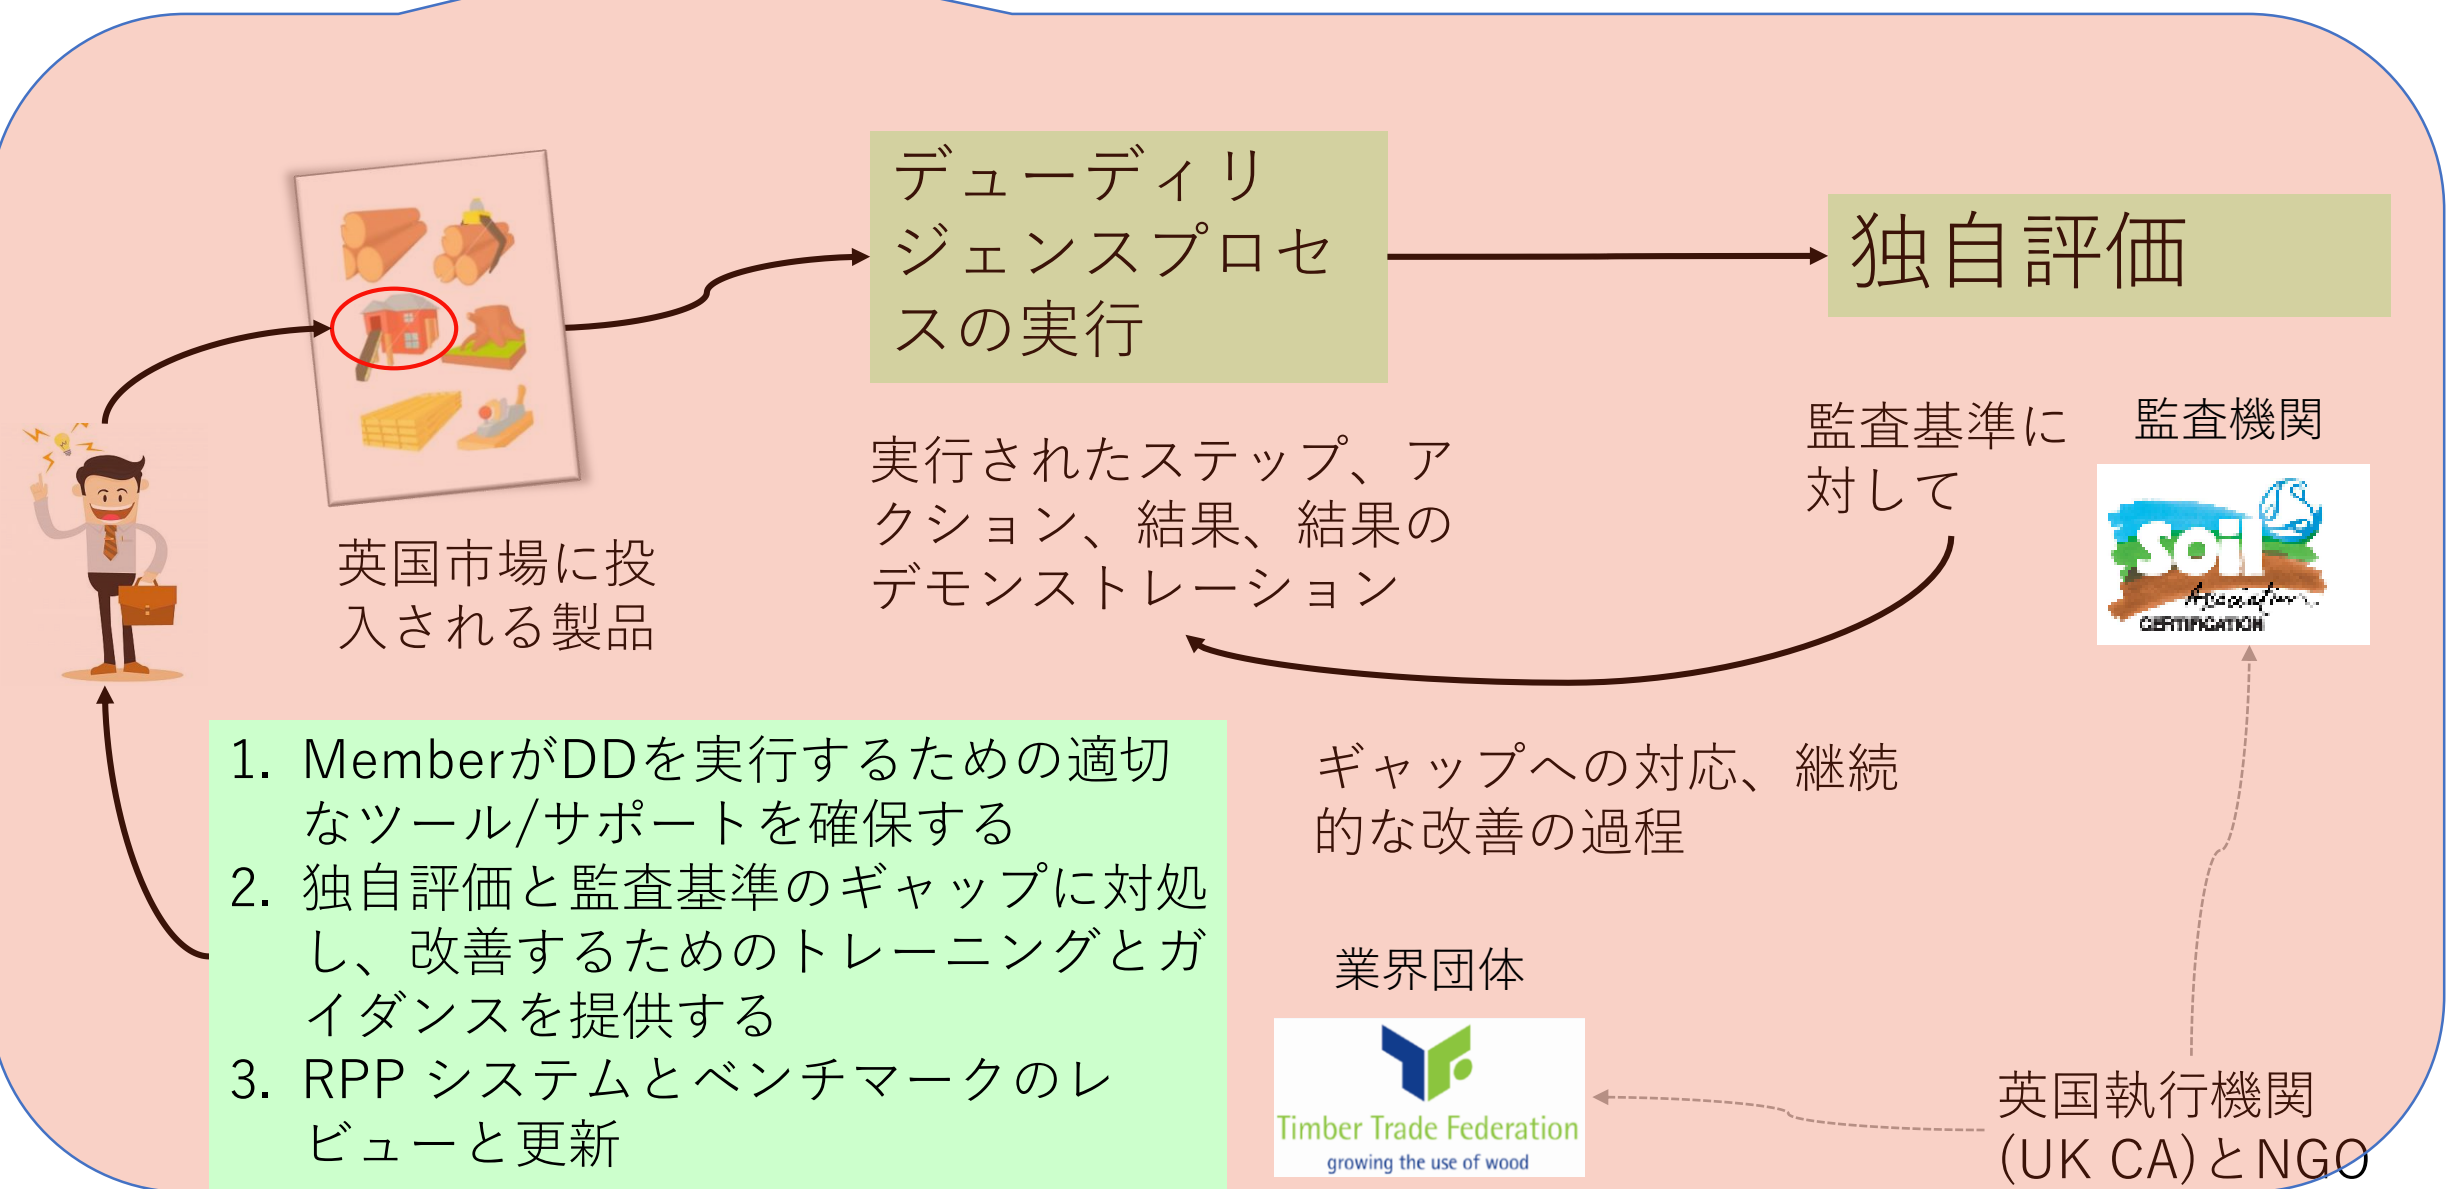 デューディリ
ジェンスプロセ
スの実行
独自評価
英国市場に投
入される製品
実行されたステップ、ア
クション、結果、結果の
デモンストレーション
監査基準に
対して
監査機関
soil
Association
CERTIFICATION
1. MemberがDDを実行するための適切
なツール/サポートを確保する
2. 独自評価と監査基準のギャップに対処
し、改善するためのトレーニングとガ
イダンスを提供する
3. RPP システムとベンチマークのレ
ビューと更新
ギャップへの対応、継続
的な改善の過程
業界団体
Timber Trade Federation
growing the use of wood
英国執行機関
(UK CA)とNGO